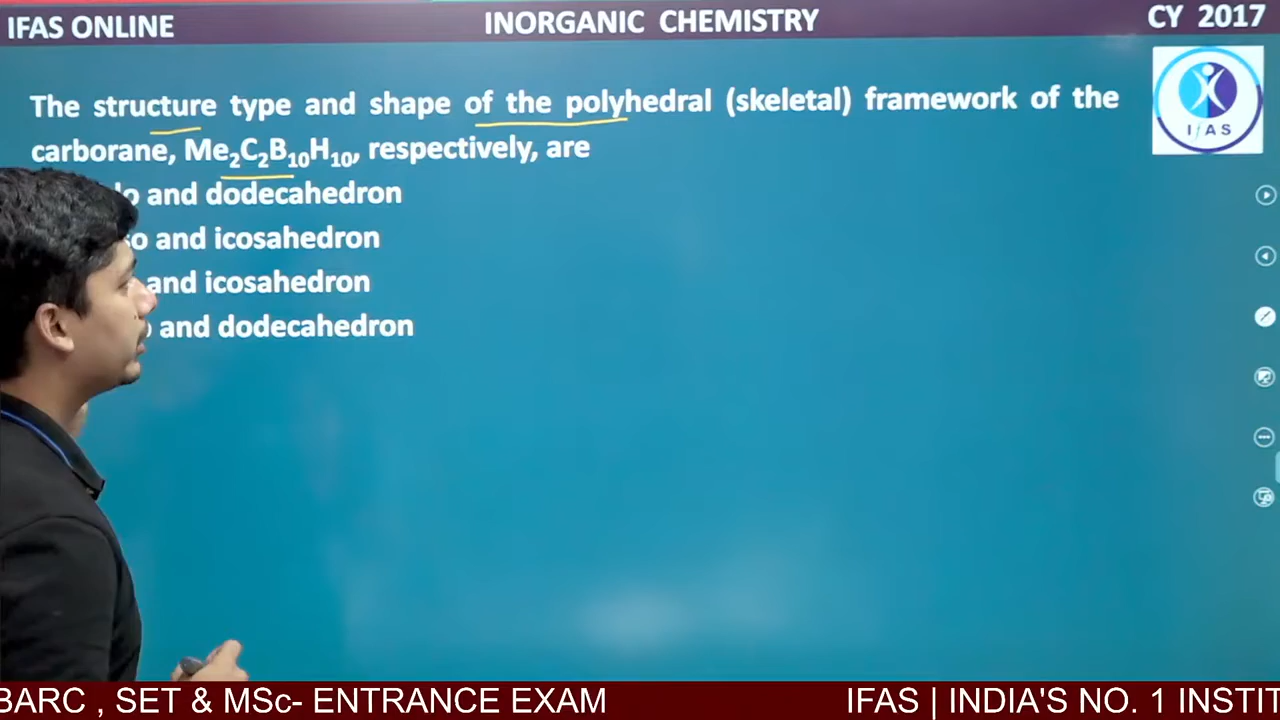 IFAS ONLINE
INORGANIC CHEMISTRY
CY 2017
The structure type and shape of the polyhedral (skeletal) framework of the
carborane, Me₂C₂B₁₀H₁₀, respectively, are
and dodecahedron
and icosahedron
and icosahedron
and dodecahedron
IFAS
BARC , SET & MSc- ENTRANCE EXAM
IFAS | INDIA'S NO. 1